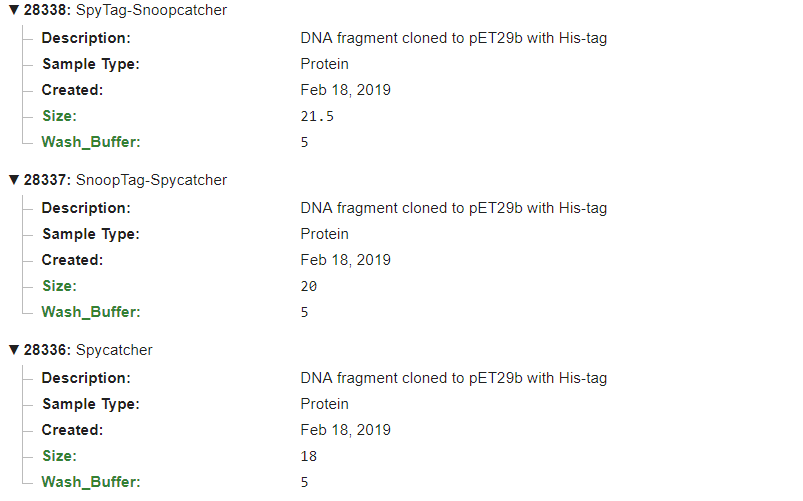 ▼ 28338: SpyTag-Snoopcatcher
Description: DNA fragment cloned to pET29b with His-tag
Sample Type: Protein
Created: Feb 18, 2019
Size: 21.5
Wash_Buffer: 5
▼ 28337: SnoopTag-Spycatcher
Description: DNA fragment cloned to pET29b with His-tag
Sample Type: Protein
Created: Feb 18, 2019
Size: 20
Wash_Buffer: 5
▼ 28336: Spycatcher
Description: DNA fragment cloned to pET29b with His-tag
Sample Type: Protein
Created: Feb 18, 2019
Size: 18
Wash_Buffer: 5